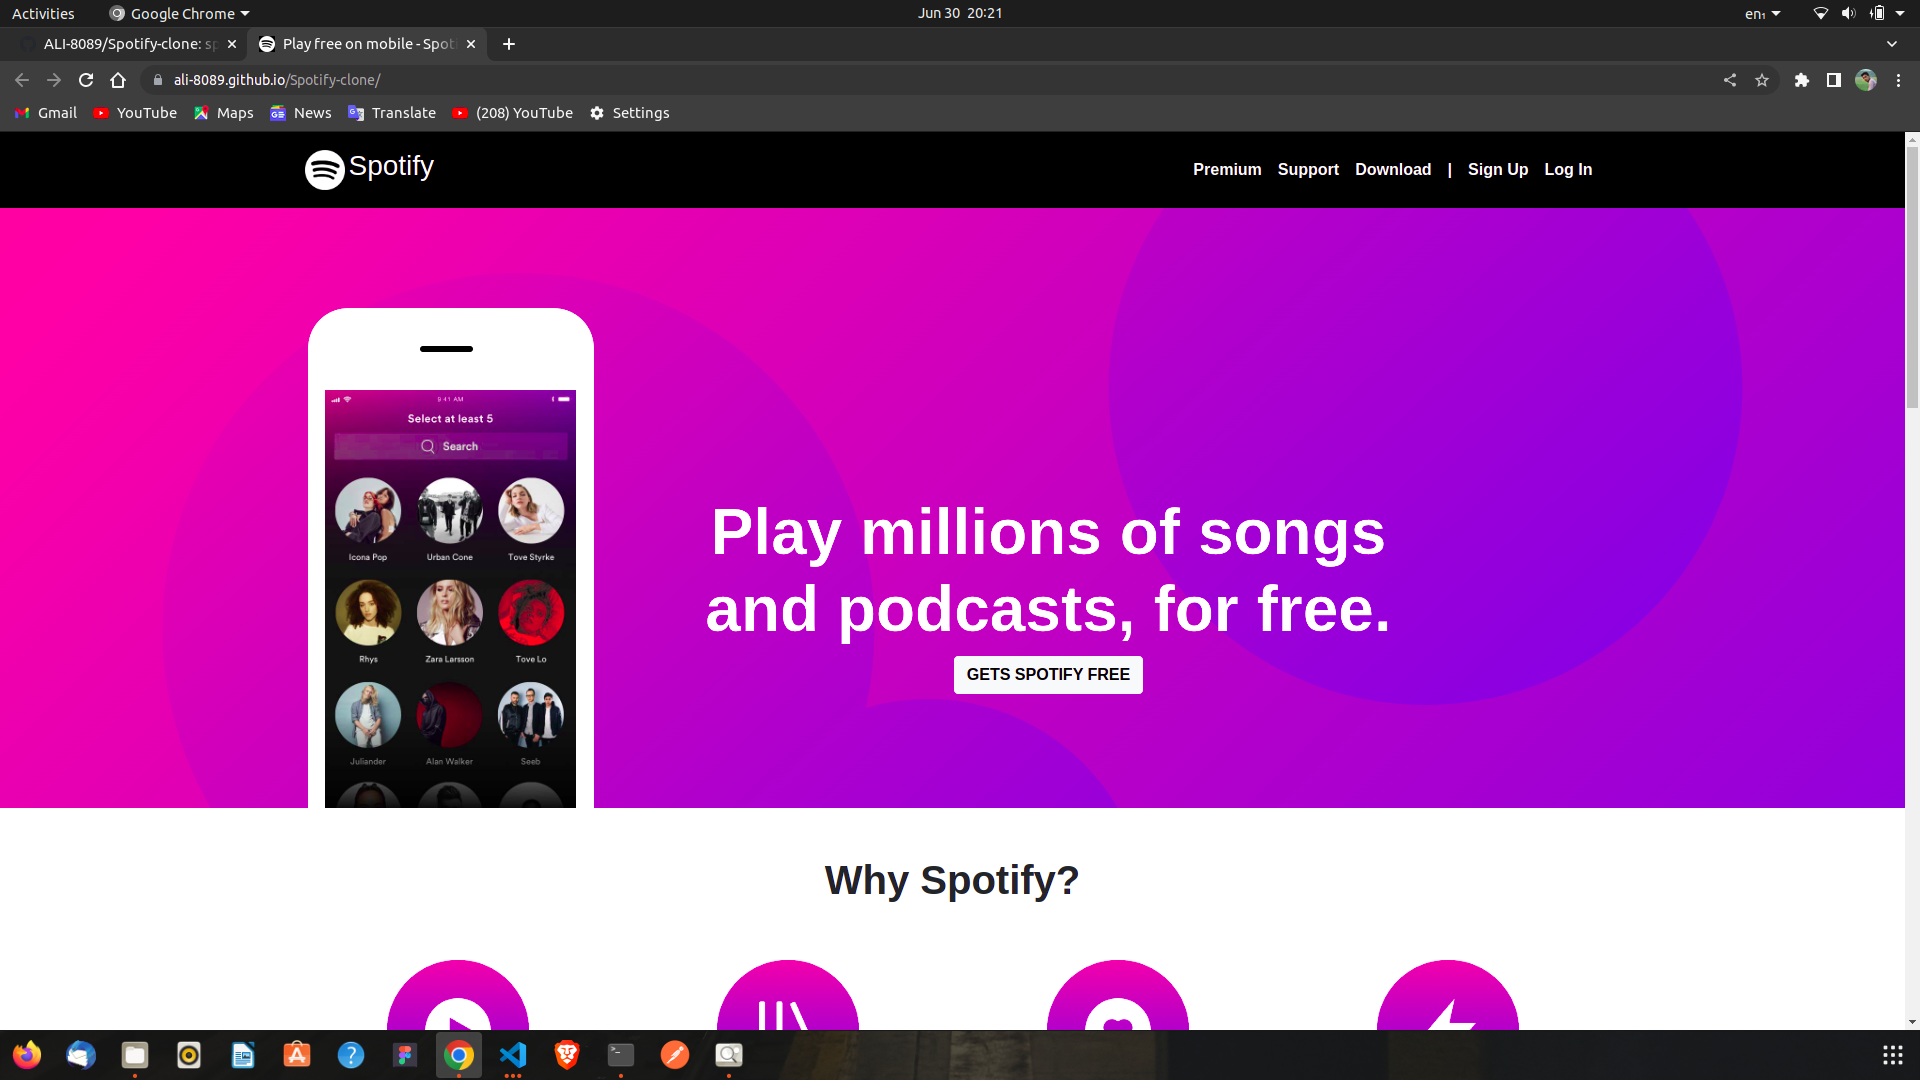 Activities
Google Chrome
Jun 30 20:21
en₁
ALI-8089/Spotify-clone: sp
Play free on mobile - Spoti
ali-8089.github.io/Spotify-clone/
Gmail
YouTube
Maps
News
Translate
(208) YouTube
Settings
Spotify
Premium
Support
Download
|
Sign Up
Log In
9:41 AM
Select at least 5
Search
Icona Pop
Urban Cone
Tove Styrke
Rhys
Zara Larsson
Tove Lo
Juliander
Alan Walker
Seeb
Play millions of songs
and podcasts, for free.
GETS SPOTIFY FREE
Why Spotify?